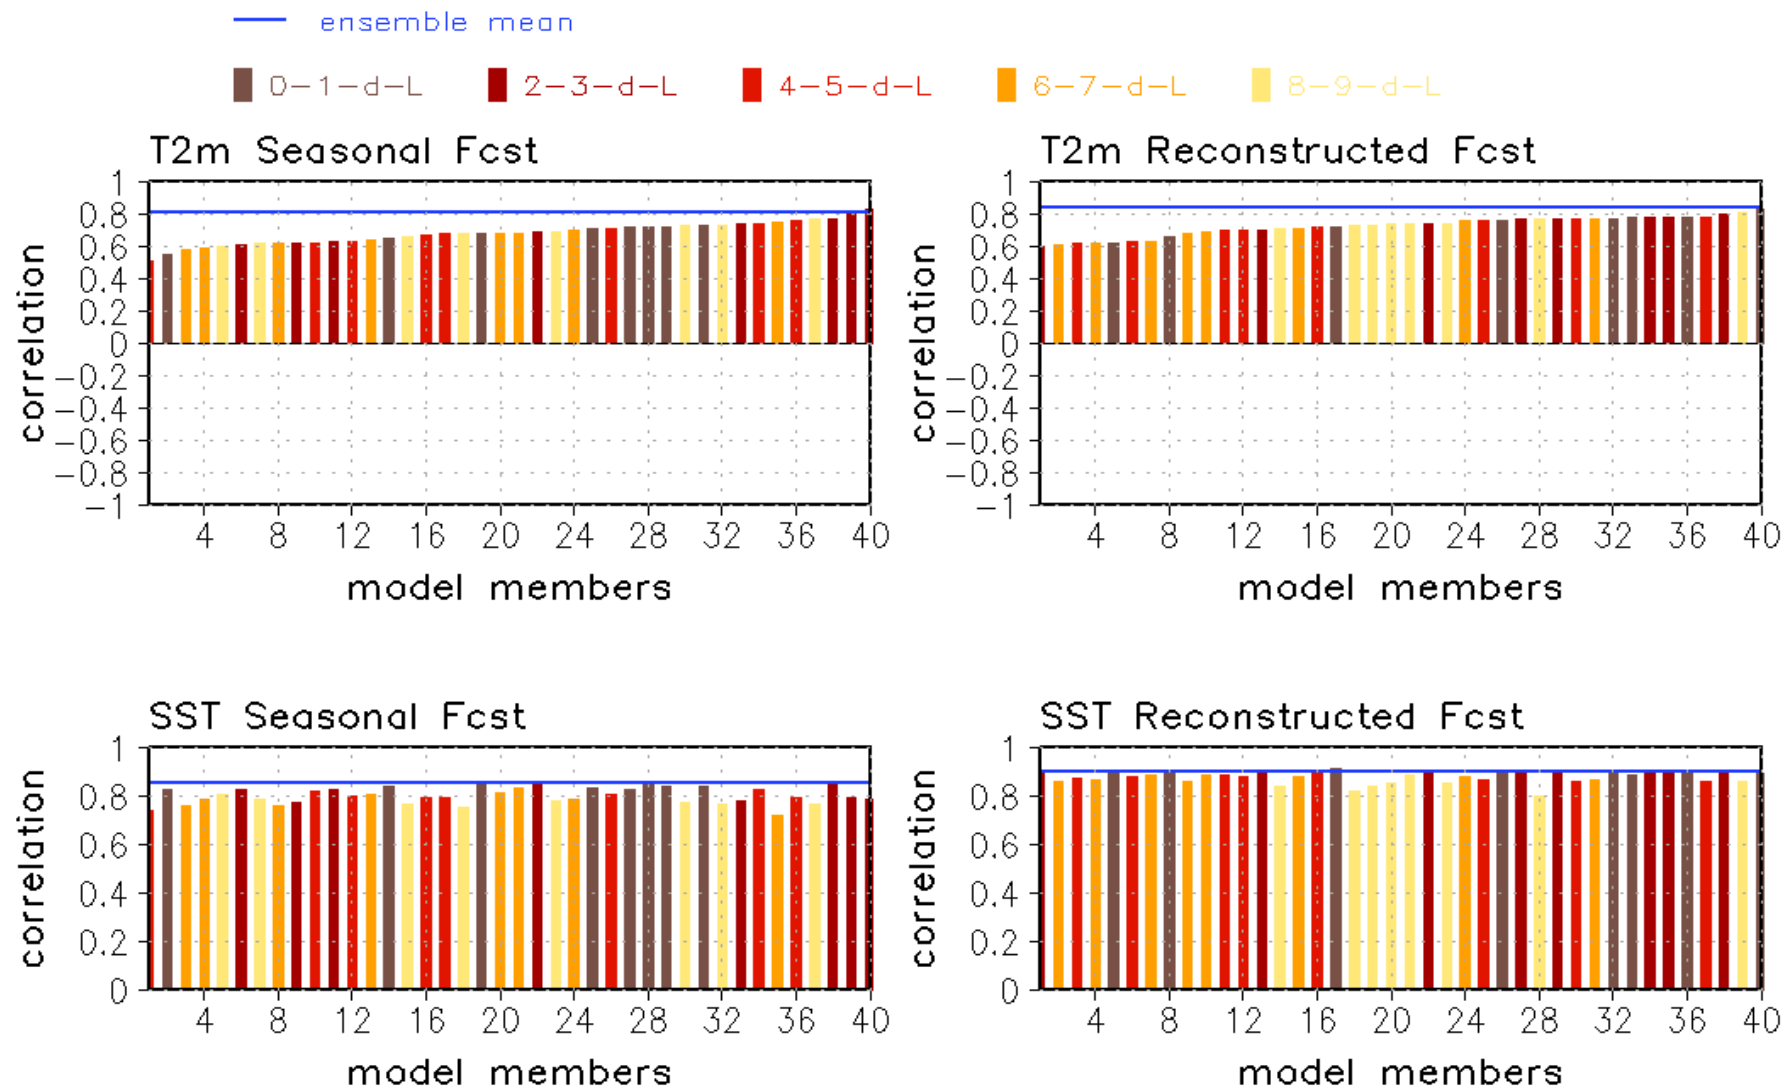 ensemble mean
0-1-d-L 2-3-d-L 4-5-d-L 6-7-d-L 8-9-d-L
T2m Seasonal Fcst
1
0.8
0.6
0.4
0.2
0
-0.2
-0.4
-0.6
-0.8
-1
correlation
4 8 12 16 20 24 28 32 36 40
model members
T2m Reconstructed Fcst
1
0.8
0.6
0.4
0.2
0
-0.2
-0.4
-0.6
-0.8
-1
correlation
4 8 12 16 20 24 28 32 36 40
model members
SST Seasonal Fcst
1
0.8
0.6
0.4
0.2
0
correlation
4 8 12 16 20 24 28 32 36 40
model members
SST Reconstructed Fcst
1
0.8
0.6
0.4
0.2
0
correlation
4 8 12 16 20 24 28 32 36 40
model members